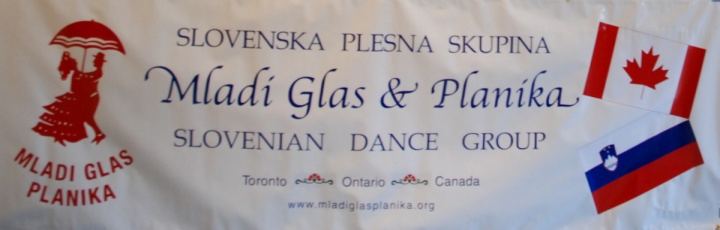 SLOVENSKA PLESNA SKUPINA
Mladi Glas & Planika
SLOVENIAN DANCE GROUP
Toronto Ontario Canada
www.mladiglasplanika.org
MLADI GLAS
PLANIKA